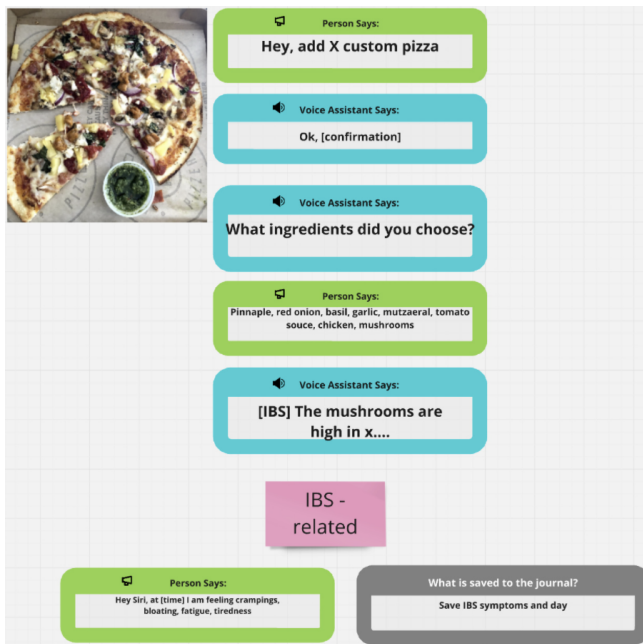 Person Says:
Hey, add X custom pizza
Voice Assistant Says:
Ok, [confirmation]
Voice Assistant Says:
What ingredients did you choose?
Person Says:
Pinnaple, red onion, basil, garlic, mutzaeral, tomato
souce, chicken, mushrooms
Voice Assistant Says:
[IBS] The mushrooms are
high in x....
IBS -
related
Person Says:
Hey Siri, at [time] I am feeling crampings,
bloating, fatigue, tiredness
What is saved to the journal?
Save IBS symptoms and day